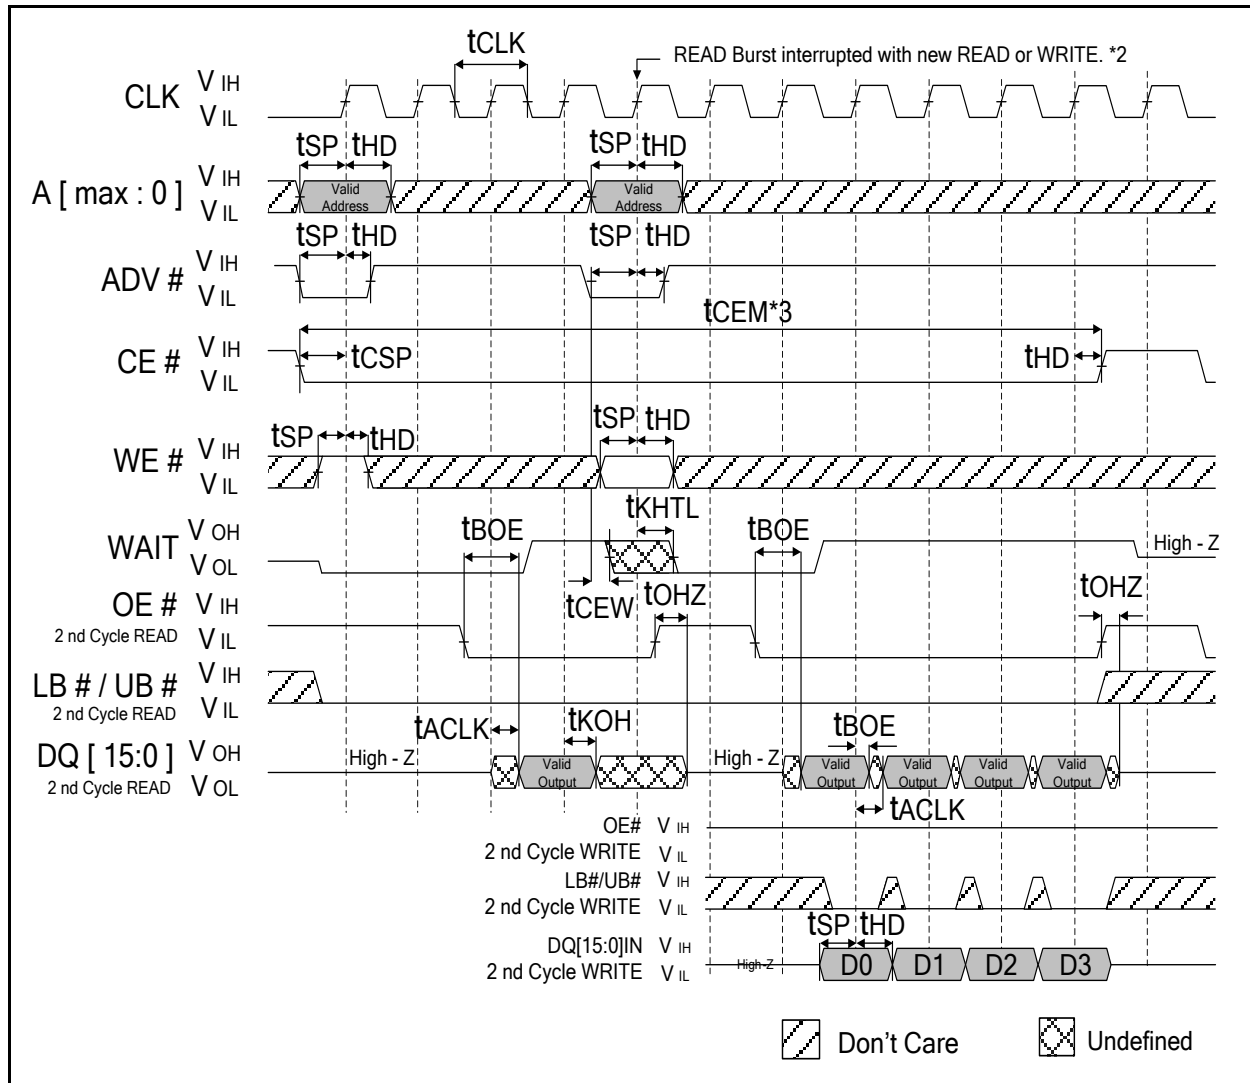 tCLK
READ Burst interrupted with new READ or WRITE. *2
CLK
V IH
V IL
tSP tHD tSP tHD
A [ max : 0 ]
V IH
V IL
Valid Address
Valid Address
tSP tHD tSP tHD
ADV #
V IH
V IL
tCEM*3
CE #
V IH
V IL
tCSP
tHD
tSP tHD tSP tHD
WE #
V IH
V IL
tKHTL
tBOE tBOE
WAIT
V OH
V OL
High - Z
tCEW tOHZ tOHZ
OE #
2 nd Cycle READ
V IH
V IL
LB # / UB #
2 nd Cycle READ
V IH
V IL
tACLK tKOH tBOE
DQ [ 15:0 ]
2 nd Cycle READ
V OH
V OL
High - Z
Valid Output
High - Z
Valid Output
Valid Output
Valid Output
Valid Output
tACLK
OE# V IH
2 nd Cycle WRITE V IL
LB#/UB# V IH
2 nd Cycle WRITE V IL
tSP tHD
DQ[15:0]IN V IH
2 nd Cycle WRITE V IL
High-Z
D0 D1 D2 D3
Don't Care
Undefined